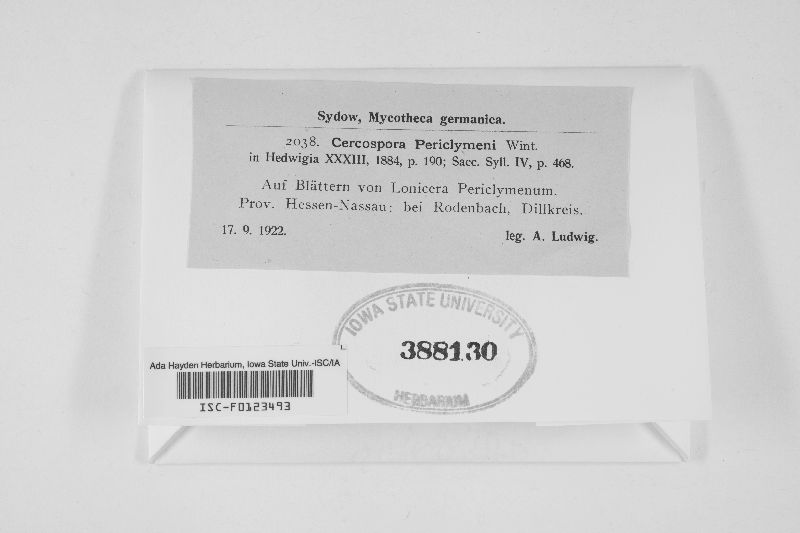 Sydow, Mycotheca germanica.
2038. Cercospora Periclymeni Wint.
in Hedwigia XXXIII, 1884, p. 190; Sacc. Syll. IV, p. 468.
Auf Blättern von Lonicera Periclymenum.
Prov. Hessen-Nassau: bei Rodenbach, Dillkreis.
17. 9. 1922. leg. A. Ludwig.
IOWA STATE UNIVERSITY
388130
HERBARIUM
Ada Hayden Herbarium, Iowa State Univ.-ISC/IA
ISC-F0123493